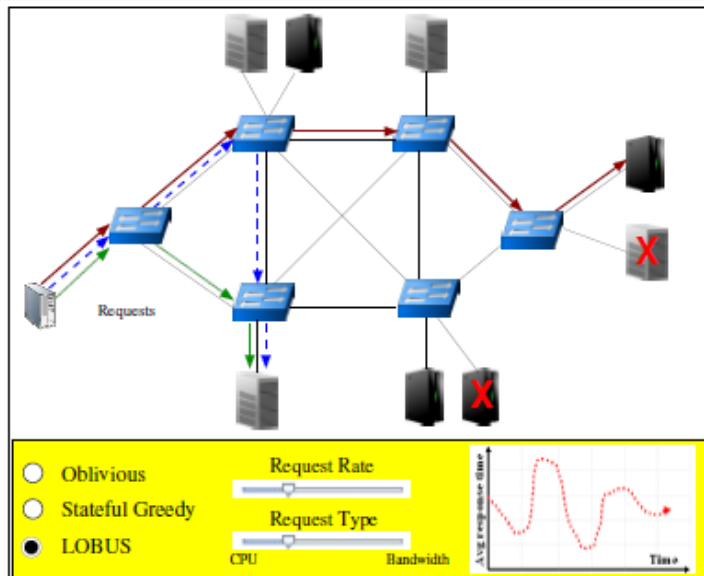 X
Requests
X
Oblivious
Stateful Greedy
LOBUS
Request Rate
Request Type
CPU
Bandwidth
Avg response time
Time